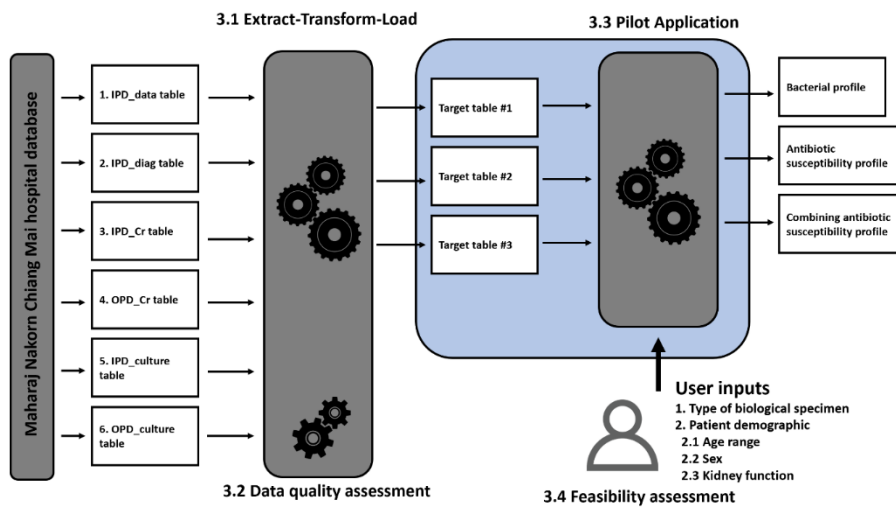 3.1 Extract-Transform-Load
3.3 Pilot Application
Maharaj Nakorn Chiang Mai hospital database
1. IPD_data table
2. IPD_diag table
3. IPD_Cr table
4. OPD_Cr table
5. IPD_culture
table
6. OPD_culture
table
Target table #1
Target table #2
Target table #3
Bacterial profile
Antibiotic
susceptibility profile
Combining antibiotic
susceptibility profile
User inputs
1. Type of biological specimen
2. Patient demographic
2.1 Age range
2.2 Sex
2.3 Kidney function
3.2 Data quality assessment
3.4 Feasibility assessment